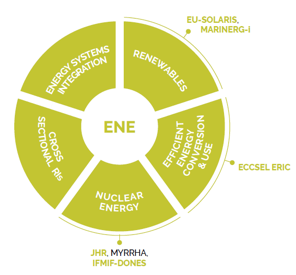 EU-SOLARIS,
MARINERG-i
ENERGY SYSTEMS
INTEGRATION
RENEWABLES
ENE
CROSS
SECTIONAL RIs
EFFICIENT
ENERGY
CONVERSION
& USE
ECCSEL ERIC
NUCLEAR
ENERGY
JHR, MYRRHA,
IFMIF-DONES